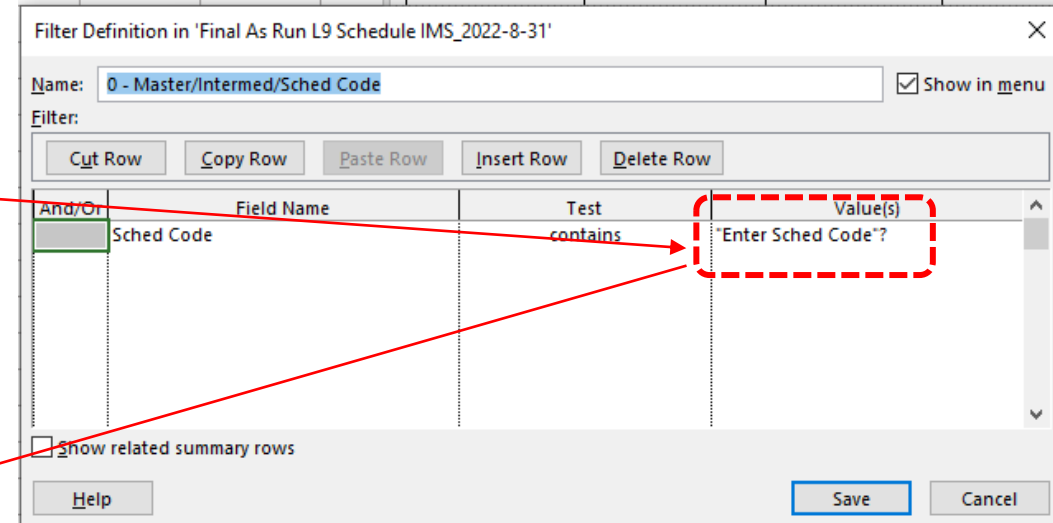 Filter Definition in 'Final As Run L9 Schedule IMS_2022-8-31'
Name: 0 - Master/Intermed/Sched Code Show in menu
Filter:
Cut Row Copy Row Paste Row Insert Row Delete Row
And/Or Field Name Test Value(s)
Sched Code contains "Enter Sched Code"?
Show related summary rows
Help Save Cancel